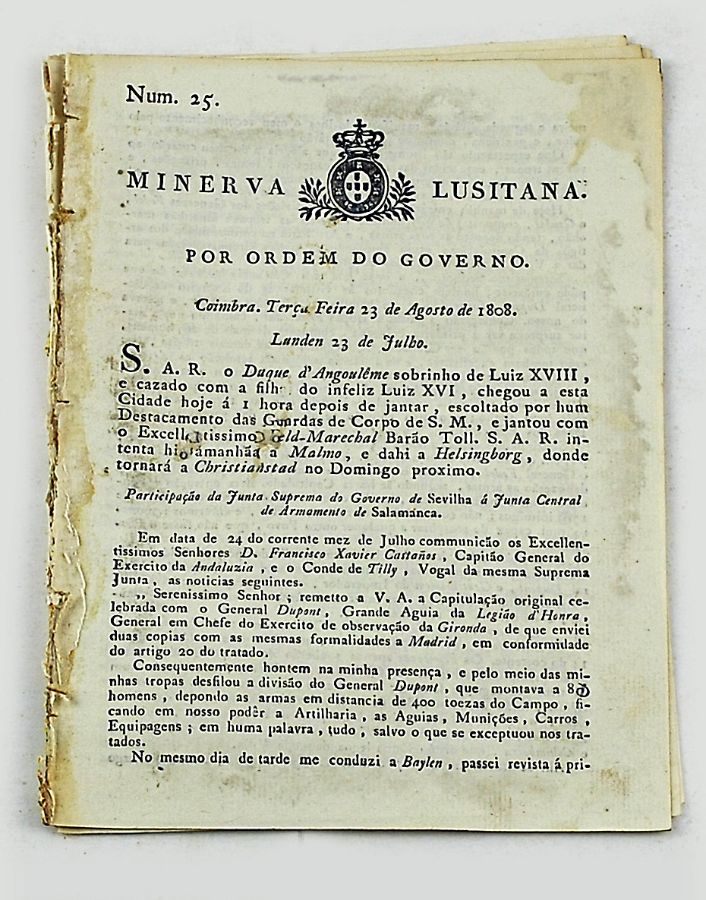 Num. 25.
MINERVA LUSITANA.
POR ORDEM DO GOVERNO.
Coimbra. Terça Feira 23 de Agosto de 1808.
Landen 23 de Julho.
S. A. R. o Duque d'Angoulême sobrinho de Luiz XVIII,
e cazado com a filh. do infeliz Luiz XVI, chegou a esta
Cidade hoje á 1 hora depois de jantar, escoltado por hum
Destacamento das Guardas de Corpo de S. M., e jantou com
o Excell tissimo eld-Marechal Barão Toll. S. A. R. in-
tenta hi amanhãa a Malmo, e dahi a Helsingborg, donde
tornará a Christianstad no Domingo proximo.
Participação da Junta Suprema do Governo de Sevilha á Junta Central
de Armamento de Salamanca.
Em data de 24 do corrente mez de Julho communicão os Excellen-
tissimos Senhores D. Francisco Xavier Castaños, Capitão General do
Exercito da Andaluzia, e o Conde de Tilly, Vogal da mesma Suprema
Junta, as noticias seguintes.
,, Serenissimo Senhor; remetto a V. A. a Capitulação original ce-
lebrada com o General Dupont, Grande Aguia da Legião d'Honra,
General em Chefe do Exercito de observação da Gironda, de que enviei
duas copias com as mesmas formalidades a Madrid, em conformidade
do artigo 20 do tratado.
Consequentemente hontem na minha presença, e pelo meio das mi-
nhas tropas desfilou a divisão do General Dupont, que montava a
homens, depondo as armas em distancia de 400 toezas do Campo, fi-
cando em nosso podêr a Artilharia, as Aguias, Munições, Carros,
Equipagens; em huma palavra, tudo, salvo o que se exceptuou nos tra-
tados.
No mesmo dia de tarde me conduzi a Baylen, passei revista á pri-